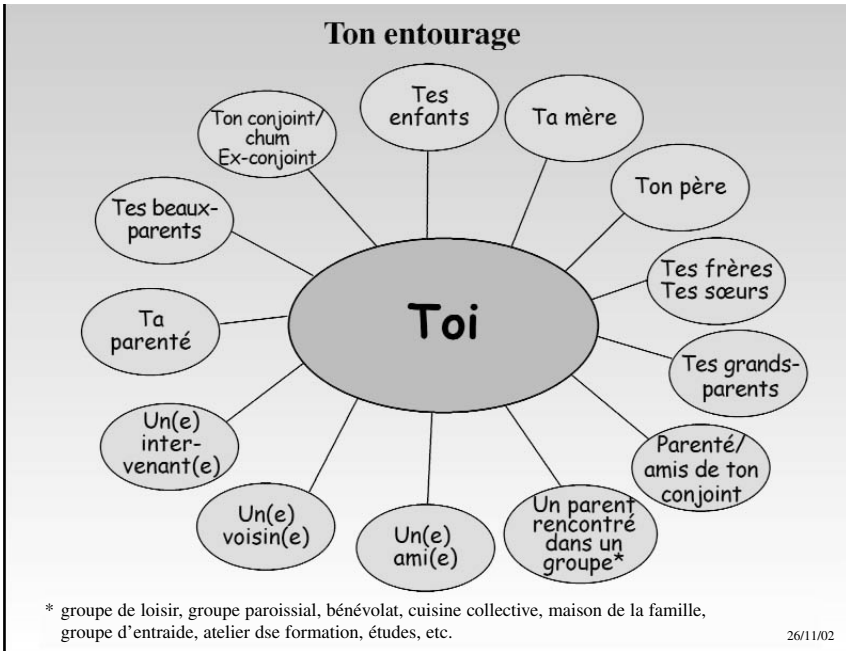 Ton entourage
Tes
enfants
Ta mère
Ton père
Tes frères
Tes sœurs
Tes grands-
parents
Parenté/
amis de ton
conjoint
Un parent
rencontré
dans un
groupe*
Un(e)
ami(e)
Un(e)
voisin(e)
Un(e)
inter-
venant(e)
Ta
parenté
Tes beaux-
parents
Ton conjoint/
chum
Ex-conjoint
Toi
* groupe de loisir, groupe paroissial, bénévolat, cuisine collective, maison de la famille,
groupe d'entraide, atelier dse formation, études, etc.
26/11/02